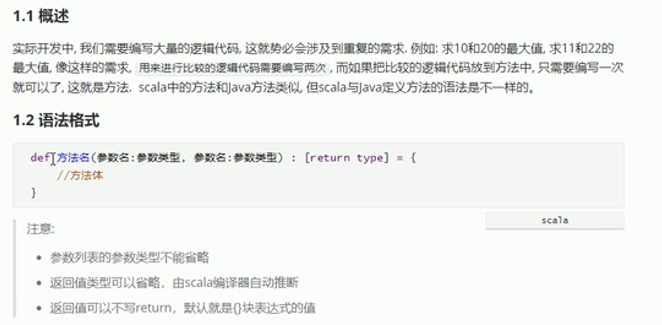 1.1 概述
实际开发中, 我们需要编写大量的逻辑代码, 这就势必会涉及到重复的需求. 例如: 求10和20的最大值, 求11和22的
最大值, 像这样的需求, 用来进行比较的逻辑代码需要编写两次, 而如果把比较的逻辑代码放到方法中, 只需要编写一次
就可以了, 这就是方法. scala中的方法和Java方法类似, 但scala与Java定义方法的语法是不一样的。
1.2 语法格式
def 方法名(参数名:参数类型, 参数名:参数类型) : [return type] = {
//方法体
}
scala
注意:
• 参数列表的参数类型不能省略
• 返回值类型可以省略，由scala编译器自动推断
• 返回值可以不写return，默认就是{}块表达式的值